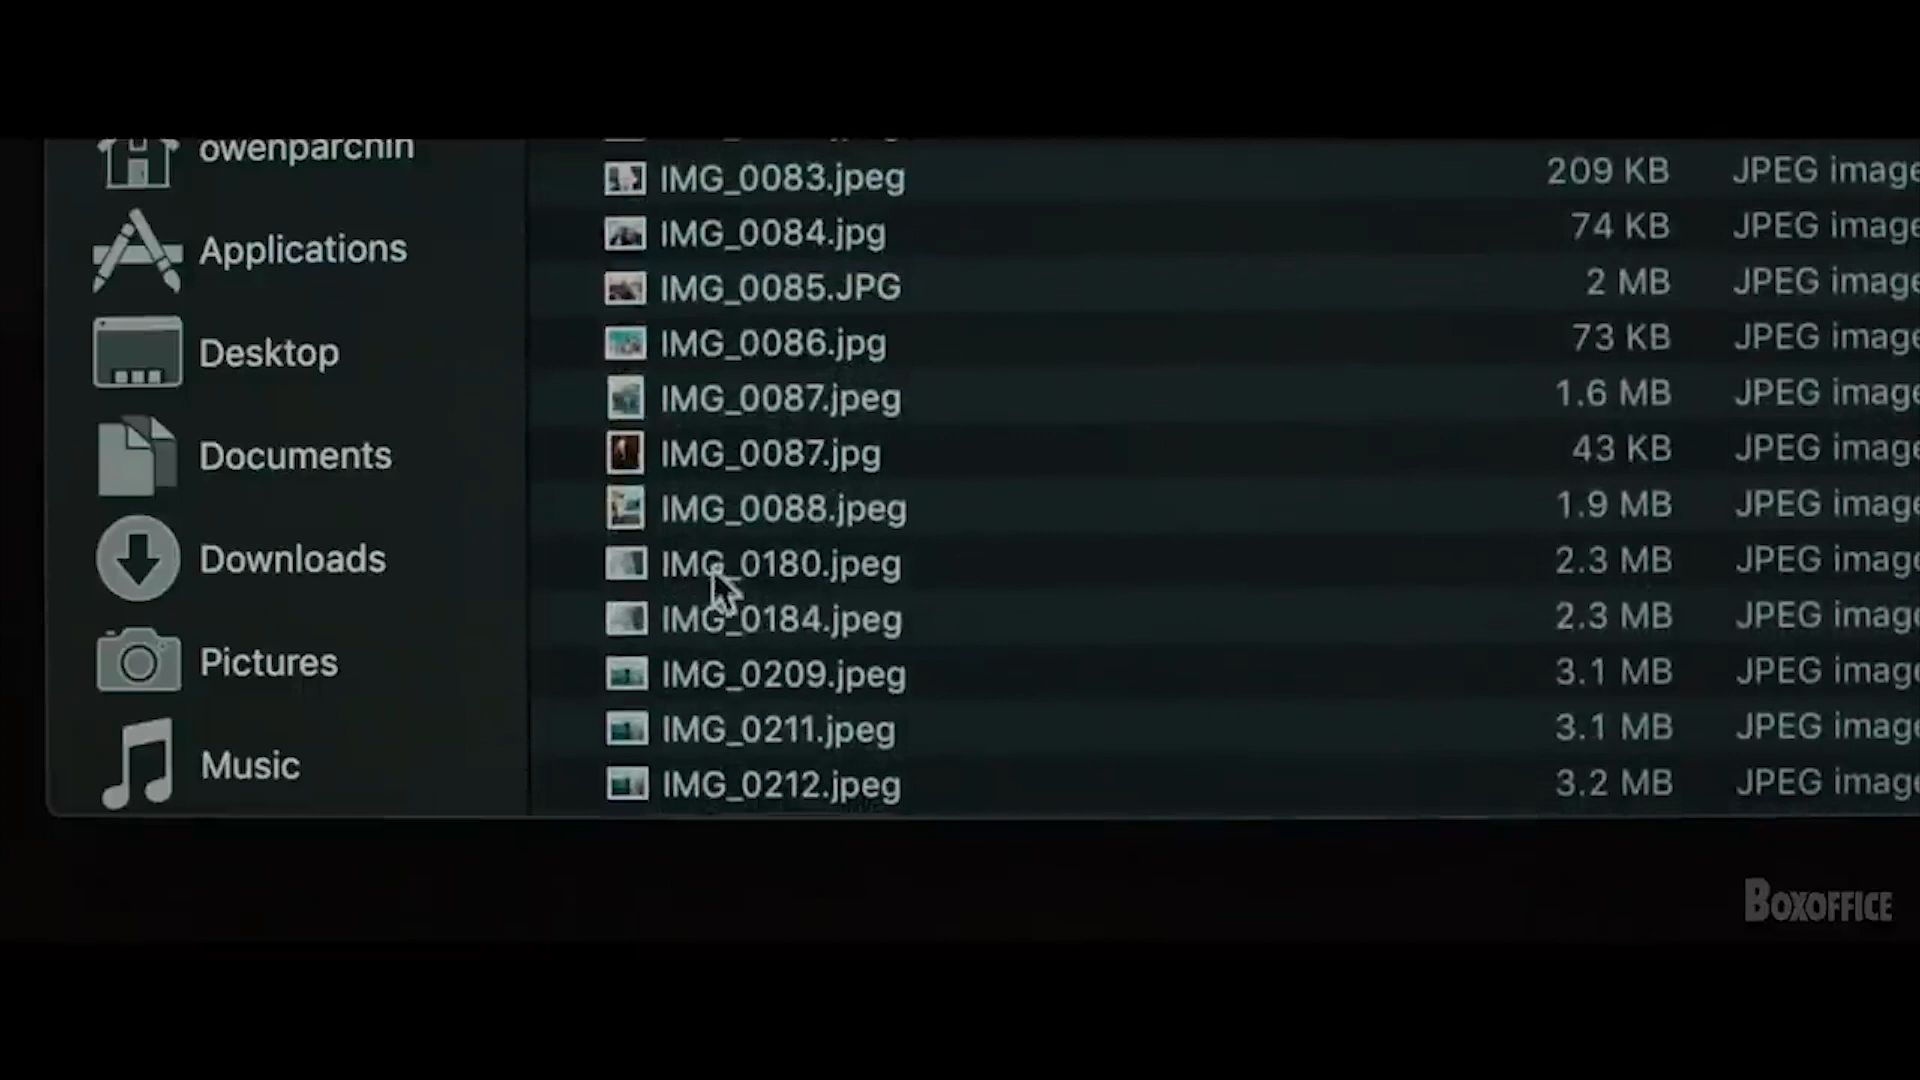 owenparchin
Applications
Desktop
Documents
Downloads
Pictures
Music
IMG_0083.jpeg 209 KB JPEG image
IMG_0084.jpg 74 KB JPEG image
IMG_0085.JPG 2 MB JPEG image
IMG_0086.jpg 73 KB JPEG image
IMG_0087.jpeg 1.6 MB JPEG image
IMG_0087.jpg 43 KB JPEG image
IMG_0088.jpeg 1.9 MB JPEG image
IMG_0180.jpeg 2.3 MB JPEG image
IMG_0184.jpeg 2.3 MB JPEG image
IMG_0209.jpeg 3.1 MB JPEG image
IMG_0211.jpeg 3.1 MB JPEG image
IMG_0212.jpeg 3.2 MB JPEG image
BOXOFFICE